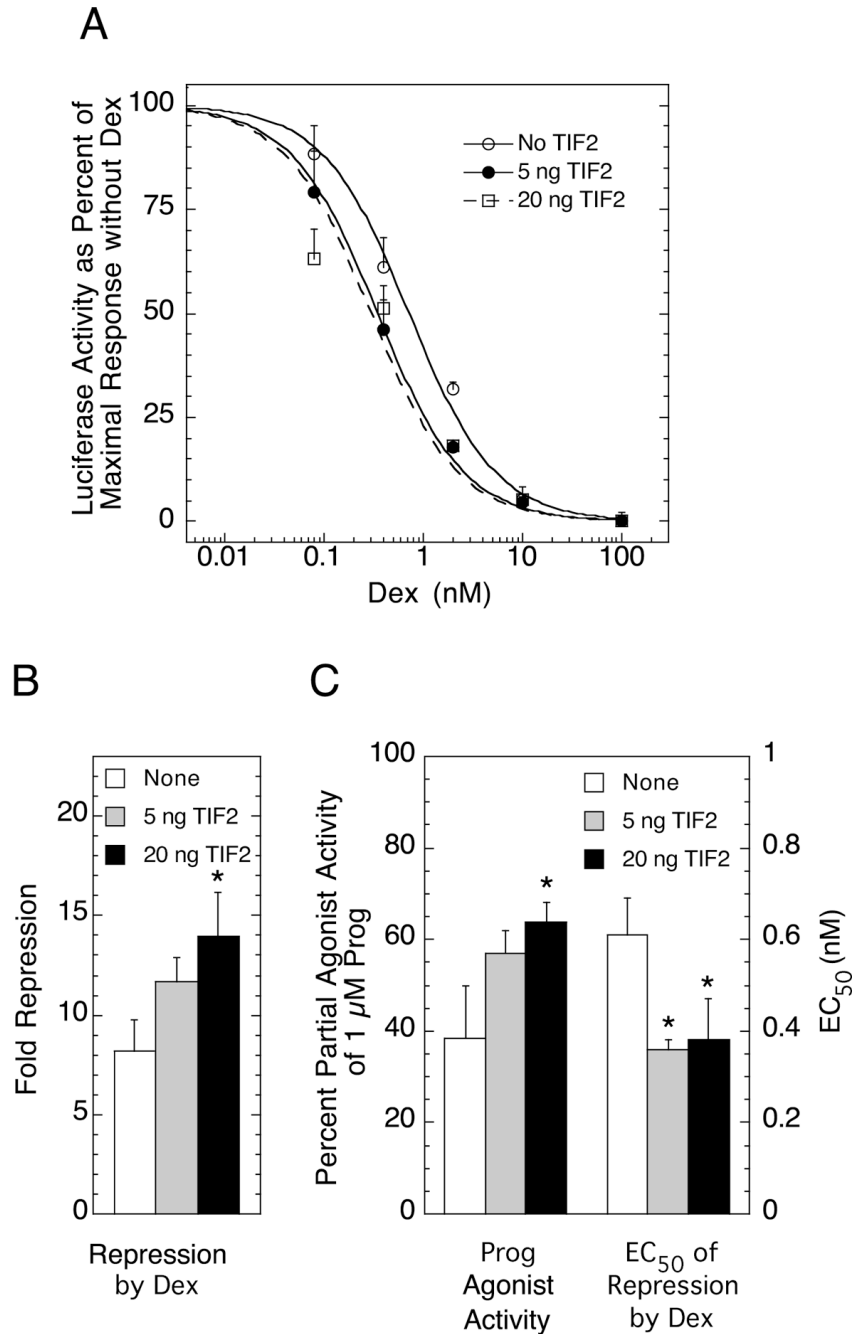 A
Luciferase Activity as Percent of
Maximal Response without Dex
100
75
50
25
0
No TIF2
5 ng TIF2
20 ng TIF2
0.01 0.1 1 10 100
Dex (nM)
B
Fold Repression
20
15
10
5
0
None
5 ng TIF2
20 ng TIF2
*
Repression
by Dex
C
Percent Partial Agonist Activity
of 1 µM Prog
100
80
60
40
20
0
None
5 ng TIF2
20 ng TIF2
*
*
*
1
0.8
0.6
0.4
0.2
0
EC50 (nM)
Prog
Agonist
Activity
EC50 of
Repression
by Dex